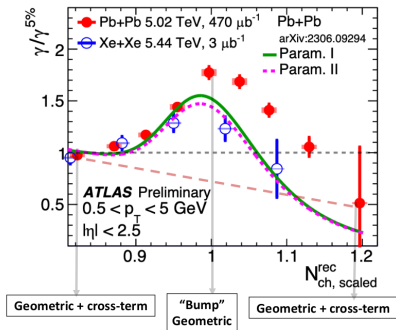 γ/γ^5%
Pb+Pb 5.02 TeV, 470 μb⁻¹
Xe+Xe 5.44 TeV, 3 μb⁻¹
Pb+Pb
arXiv:2306.09294
Param. I
Param. II
2
1.5
1
0.5
ATLAS Preliminary
0.5 < p_T < 5 GeV
|η| < 2.5
0.9 1 1.1 1.2
N^rec_ch, scaled
Geometric + cross-term
“Bump”
Geometric
Geometric + cross-term